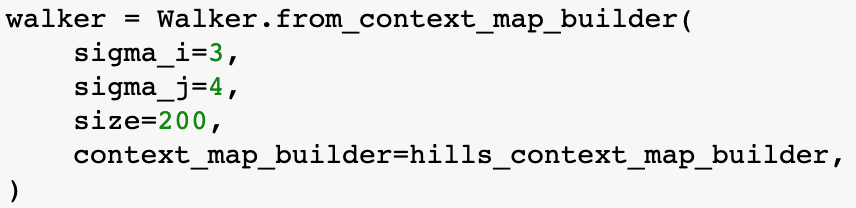 walker = Walker.from_context_map_builder(
    sigma_i=3,
    sigma_j=4,
    size=200,
    context_map_builder=hills_context_map_builder,
)